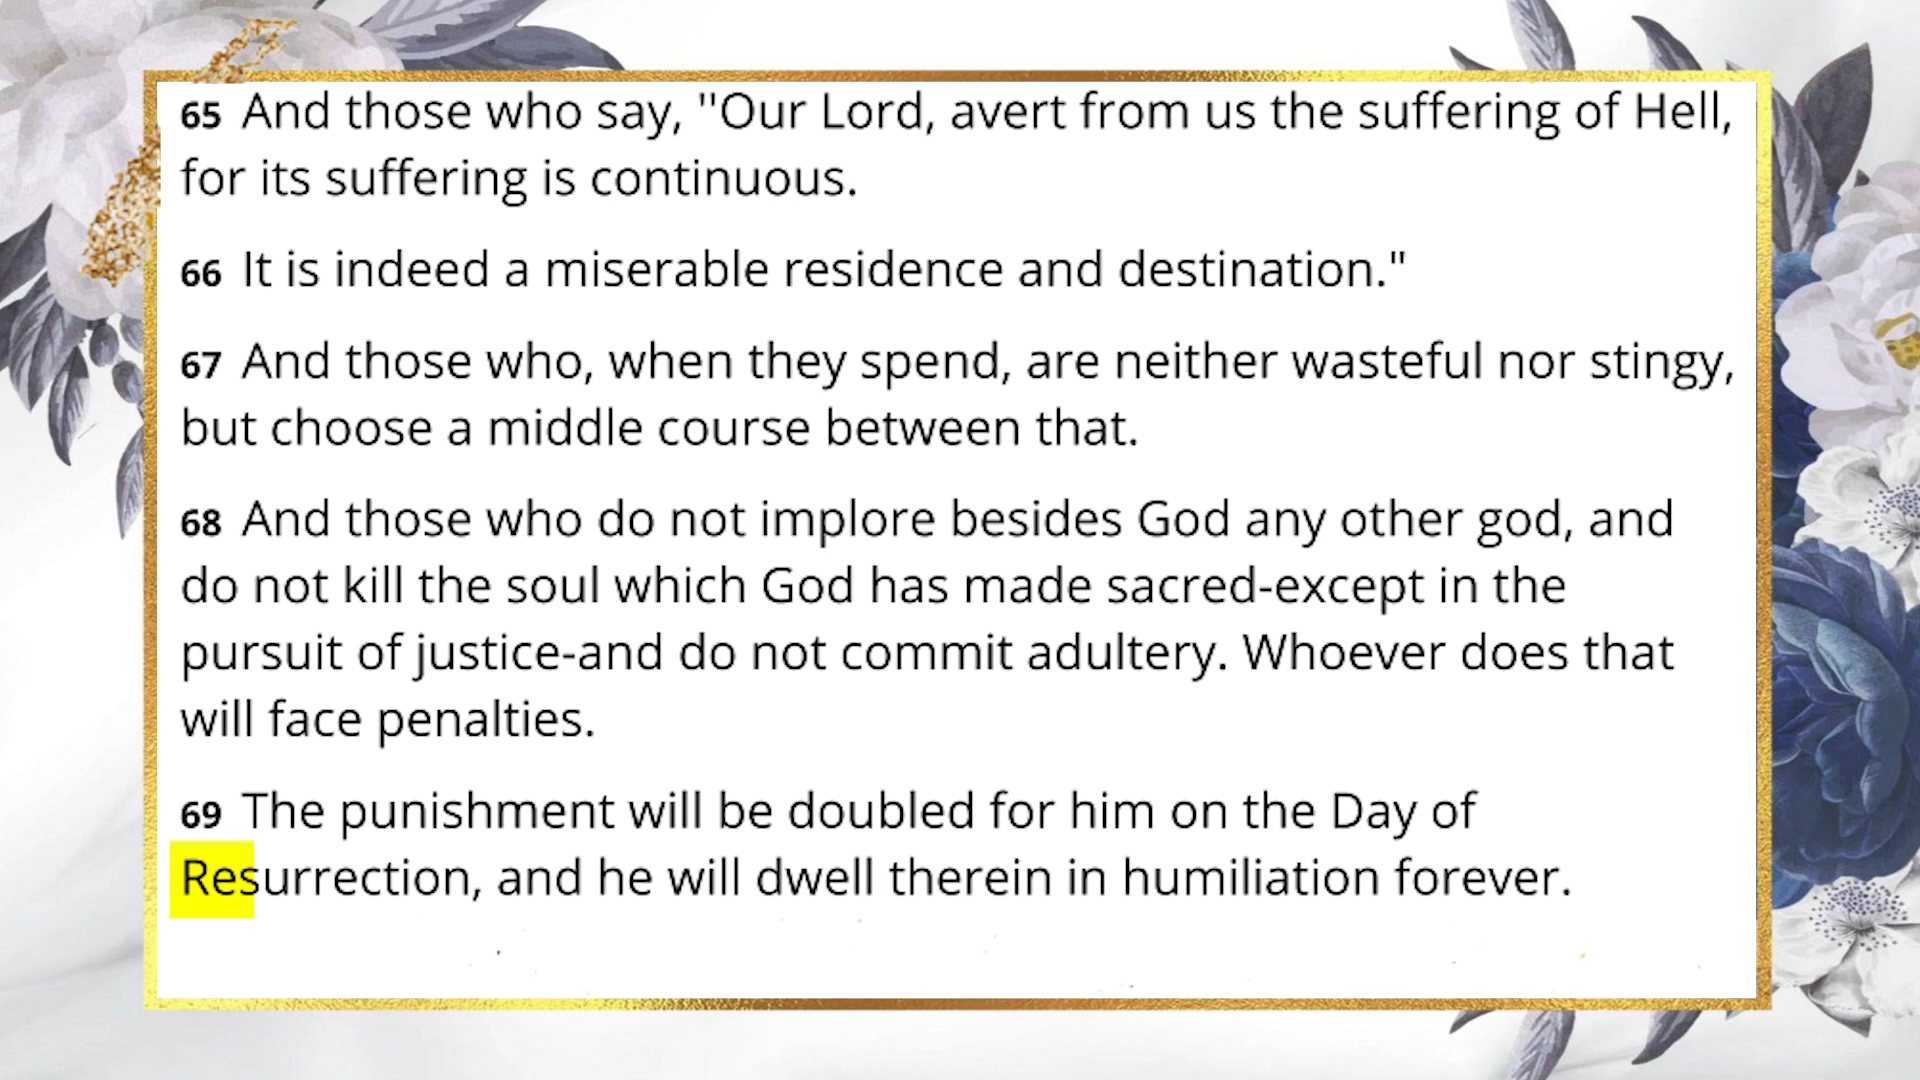 65 And those who say, "Our Lord, avert from us the suffering of Hell,
for its suffering is continuous.
66 It is indeed a miserable residence and destination."
67 And those who, when they spend, are neither wasteful nor stingy,
but choose a middle course between that.
68 And those who do not implore besides God any other god, and
do not kill the soul which God has made sacred-except in the
pursuit of justice-and do not commit adultery. Whoever does that
will face penalties.
69 The punishment will be doubled for him on the Day of
Resurrection, and he will dwell therein in humiliation forever.